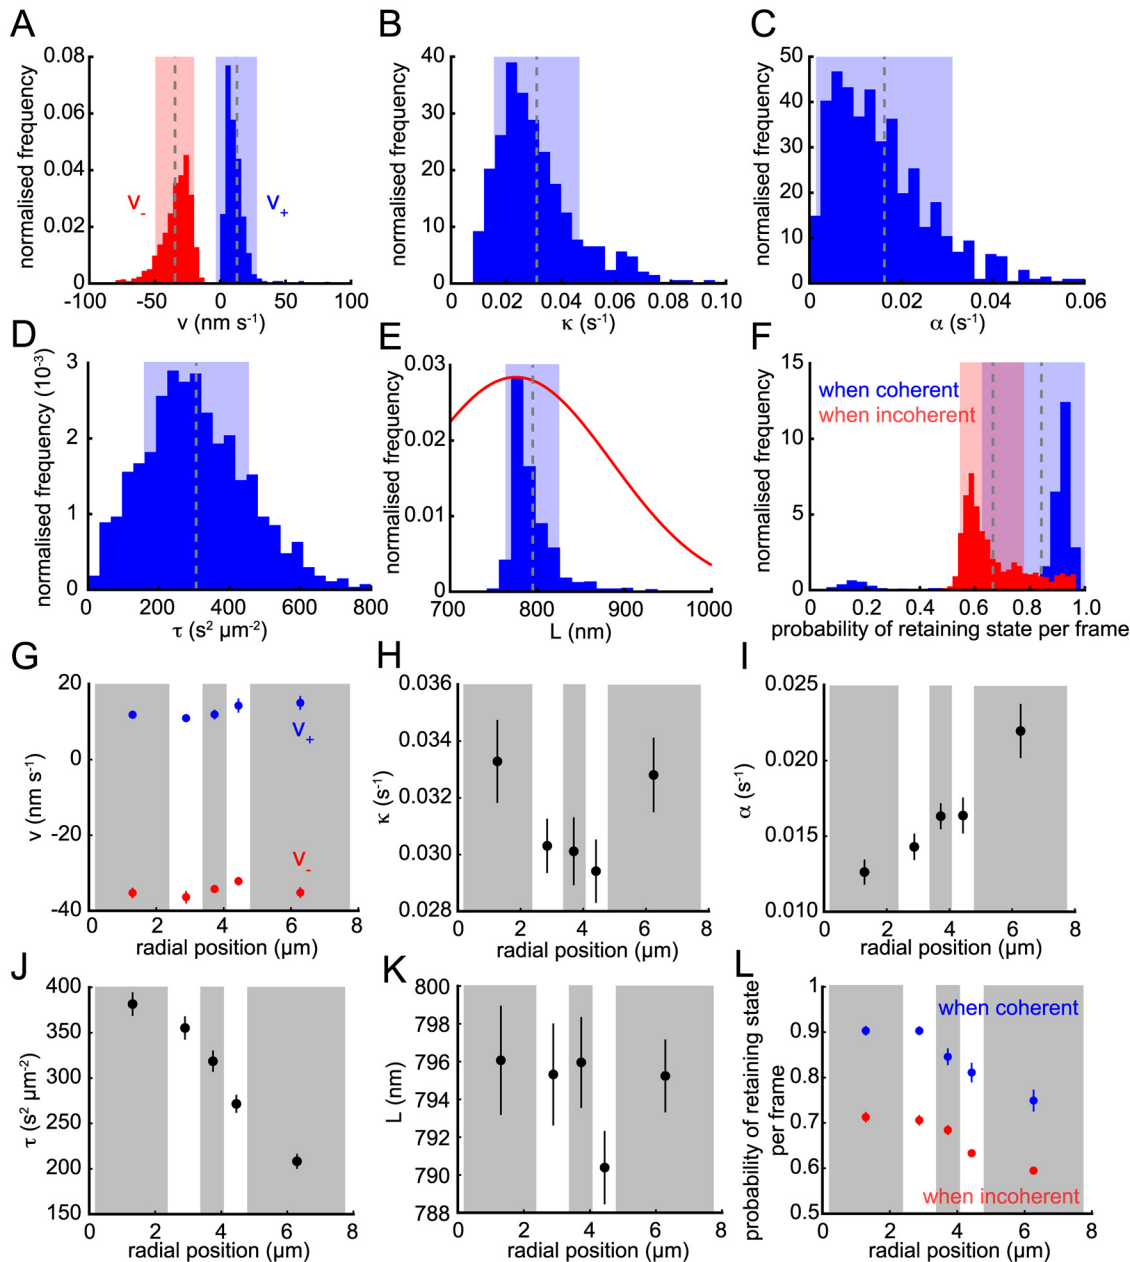 A
0.08
0.06
0.04
0.02
0
normalised frequency
V-
V+
-100
-50
0
50
100
v (nm s-1)
B
40
30
20
10
0
normalised frequency
0
0.02
0.04
0.06
0.08
0.10
κ (s-1)
C
50
40
30
20
10
0
normalised frequency
0
0.02
0.04
0.06
α (s-1)
D
3
2
1
0
normalised frequency (10-3)
0
200
400
600
800
τ (s2 µm-2)
E
0.03
0.02
0.01
0
normalised frequency
700
800
900
1000
L (nm)
F
15
10
5
0
normalised frequency
when coherent
when incoherent
0
0.2
0.4
0.6
0.8
1.0
probability of retaining state per frame
G
20
0
-20
-40
v (nm s-1)
V+
V-
0
2
4
6
8
radial position (µm)
H
0.036
0.034
0.032
0.030
0.028
κ (s-1)
0
2
4
6
8
radial position (µm)
I
0.025
0.020
0.015
0.010
α (s-1)
0
2
4
6
8
radial position (µm)
J
400
350
300
250
200
150
τ (s2 µm-2)
0
2
4
6
8
radial position (µm)
K
800
798
796
794
792
790
788
L (nm)
0
2
4
6
8
radial position (µm)
L
1
0.9
0.8
0.7
0.6
0.5
probability of retaining state
per frame
when coherent
when incoherent
0
2
4
6
8
radial position (µm)